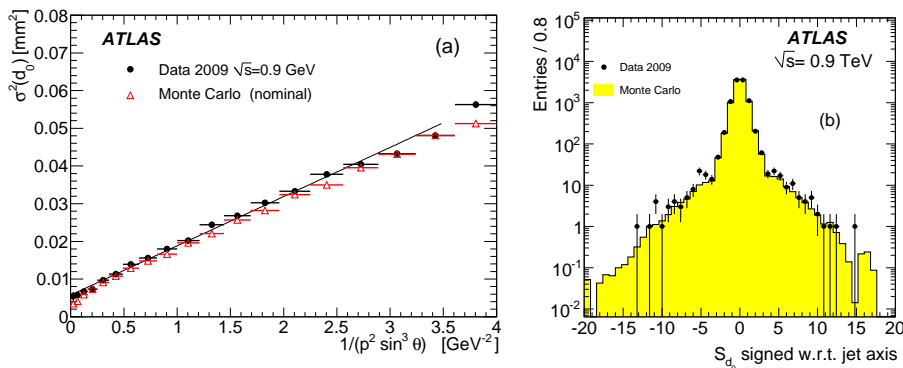 σ²(d₀) [mm²]
0.08
0.07
0.06
0.05
0.04
0.03
0.02
0.01
0
ATLAS
(a)
Data 2009 √s=0.9 GeV
Monte Carlo (nominal)
0 0.5 1 1.5 2 2.5 3 3.5 4
1/(p² sin³ θ) [GeV⁻²]
Entries / 0.8
10⁵
10⁴
10³
10²
10
1
10⁻¹
10⁻²
ATLAS
√s= 0.9 TeV
Data 2009
Monte Carlo
(b)
-20 -15 -10 -5 0 5 10 15 20
S_d₀ signed w.r.t. jet axis